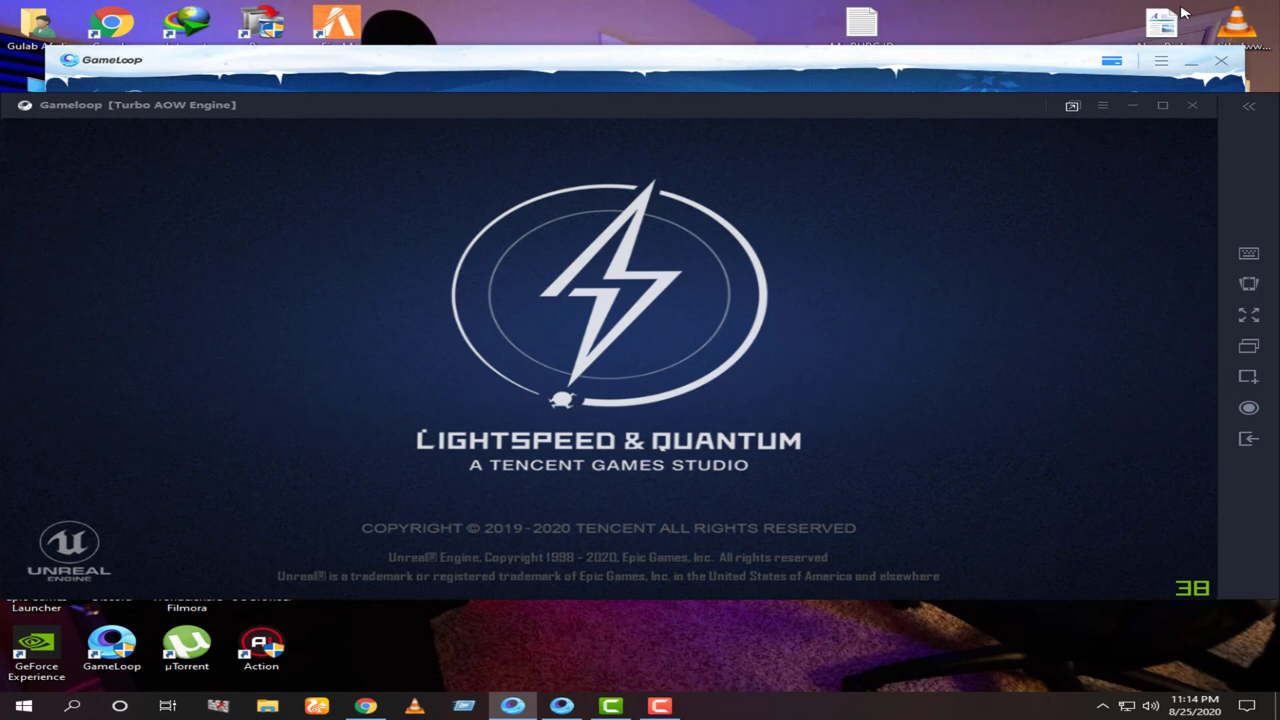 GameLoop
Gameloop [Turbo AOW Engine]
LIGHTSPEED & QUANTUM
A TENCENT GAMES STUDIO
COPYRIGHT © 2019-2020 TENCENT ALL RIGHTS RESERVED
Unreal® Engine, Copyright 1998 - 2020, Epic Games, Inc. All rights reserved
Unreal® is a trademark or registered trademark of Epic Games, Inc. in the United States of America and elsewhere
UNREAL
ENGINE
38
Launcher
Filmora
GeForce
Experience
GameLoop
µTorrent
Action
11:14 PM
8/25/2020